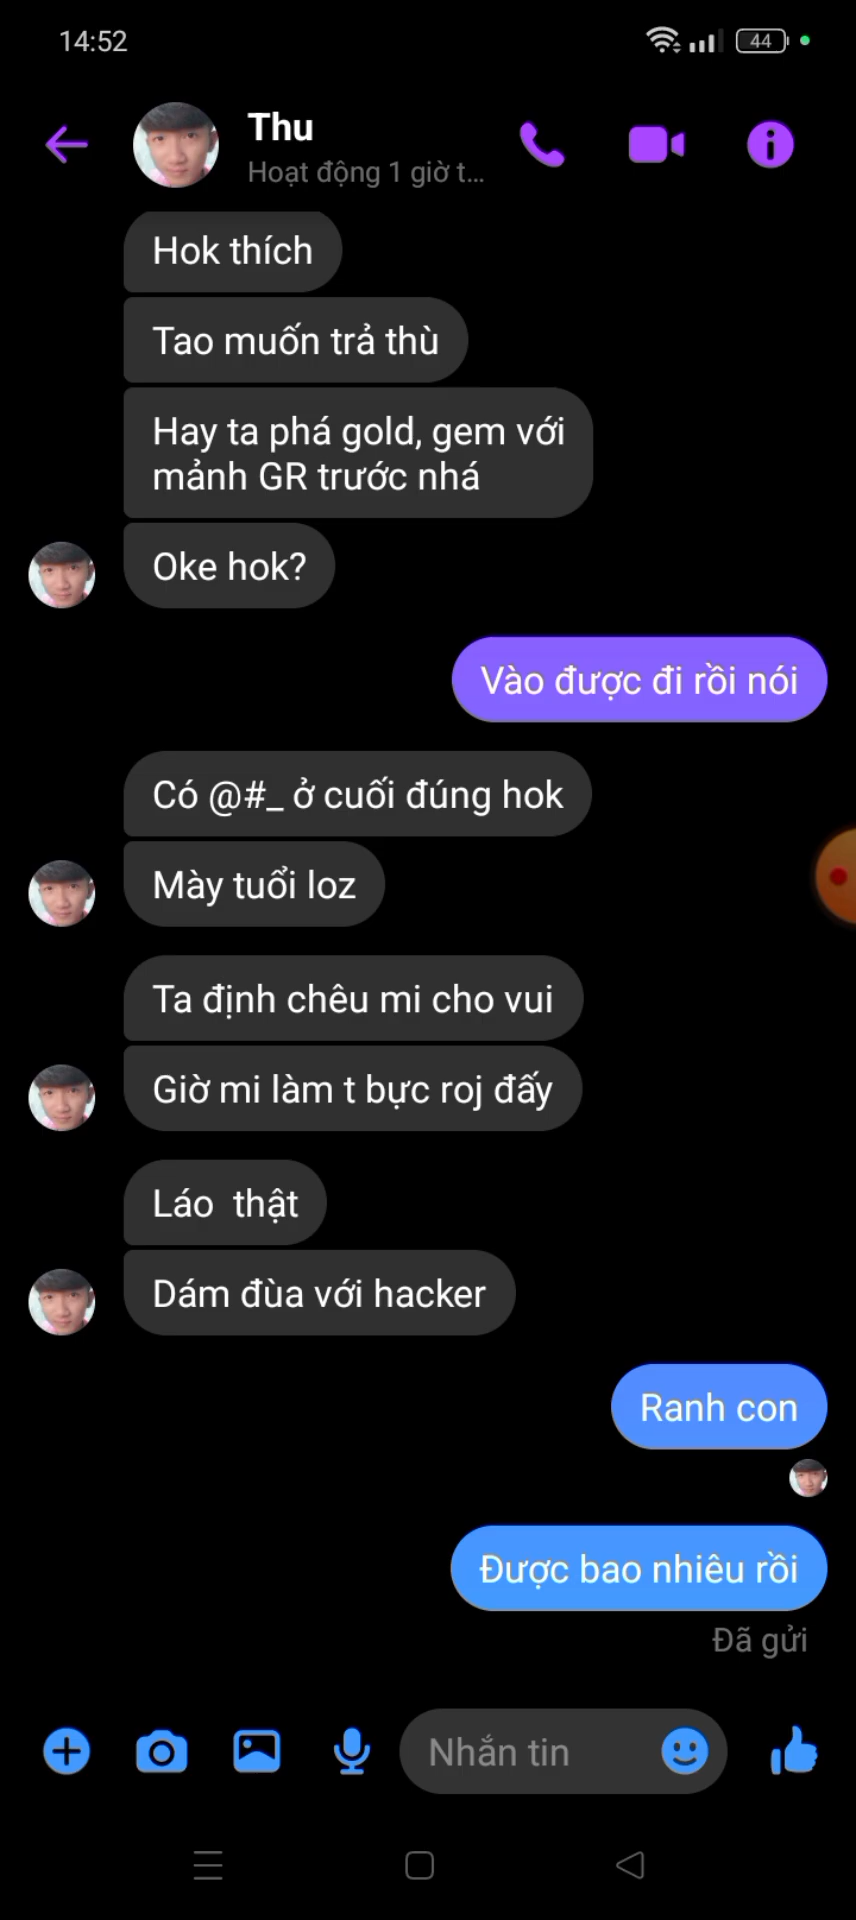 14:52
44
Thu
Hoạt động 1 giờ t...
Hok thích
Tao muốn trả thù
Hay ta phá gold, gem với
mảnh GR trước nhá
Oke hok?
Vào được đi rồi nói
Có @#_ ở cuối đúng hok
Mày tuổi loz
Ta định chêu mi cho vui
Giờ mi làm t bực roj đấy
Láo  thật
Dám đùa với hacker
Ranh con
Được bao nhiêu rồi
Đã gửi
Nhắn tin